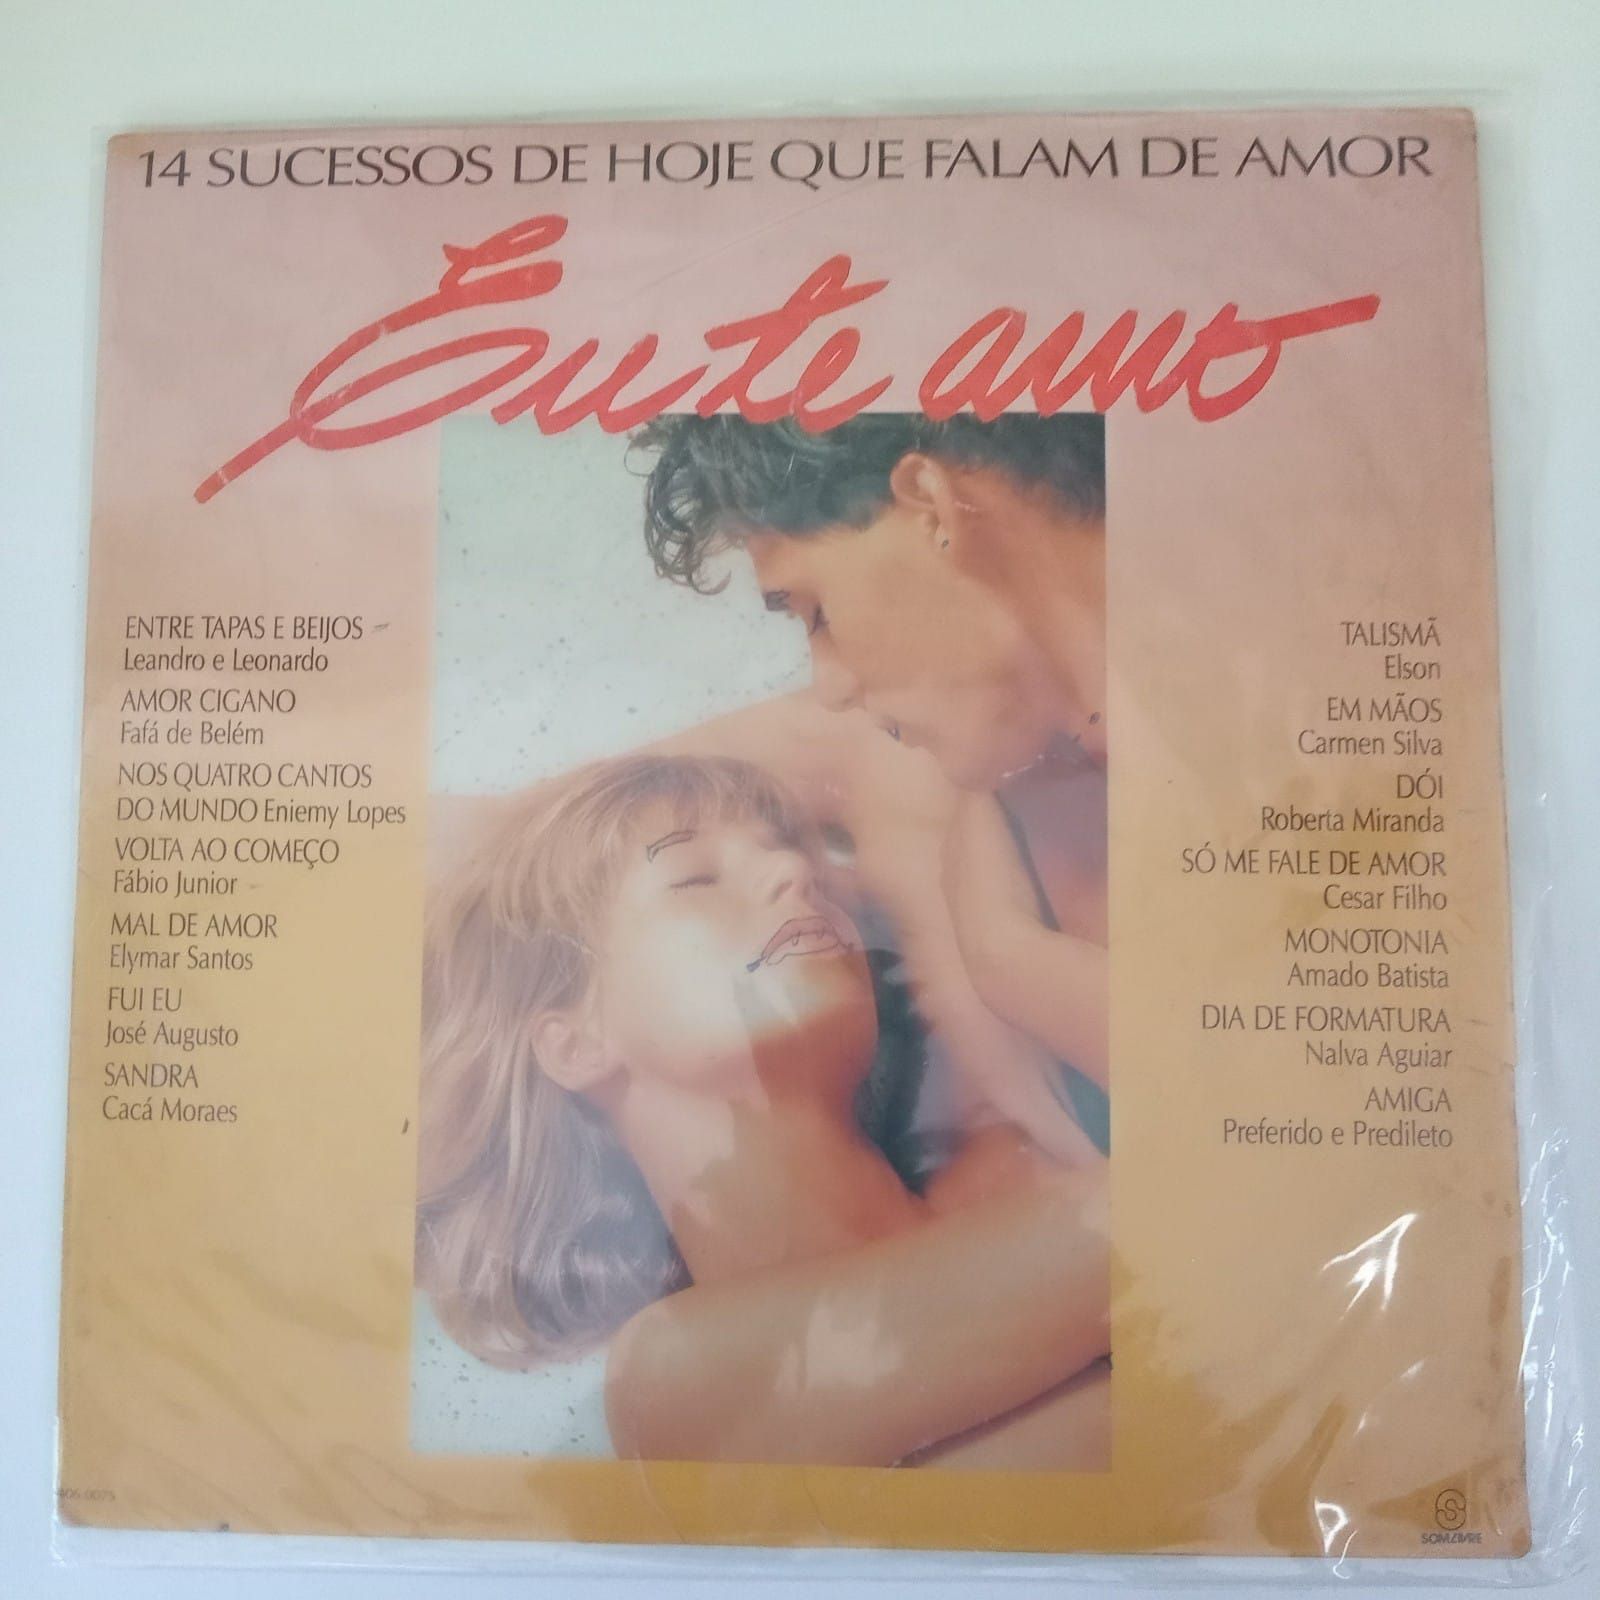 14 SUCESSOS DE HOJE QUE FALAM DE AMOR
Eu te amo
ENTRE TAPAS E BEIJOS
Leandro e Leonardo
AMOR CIGANO
Fafá de Belém
NOS QUATRO CANTOS
DO MUNDO Eniemy Lopes
VOLTA AO COMEÇO
Fábio Junior
MAL DE AMOR
Elymar Santos
FUI EU
José Augusto
SANDRA
Cacá Moraes
TALISMÃ
Elson
EM MÃOS
Carmen Silva
DÓI
Roberta Miranda
SÓ ME FALE DE AMOR
Cesar Filho
MONOTONIA
Amado Batista
DIA DE FORMATURA
Nalva Aguiar
AMIGA
Preferido e Predileto
406.0075
SOM LIVRE